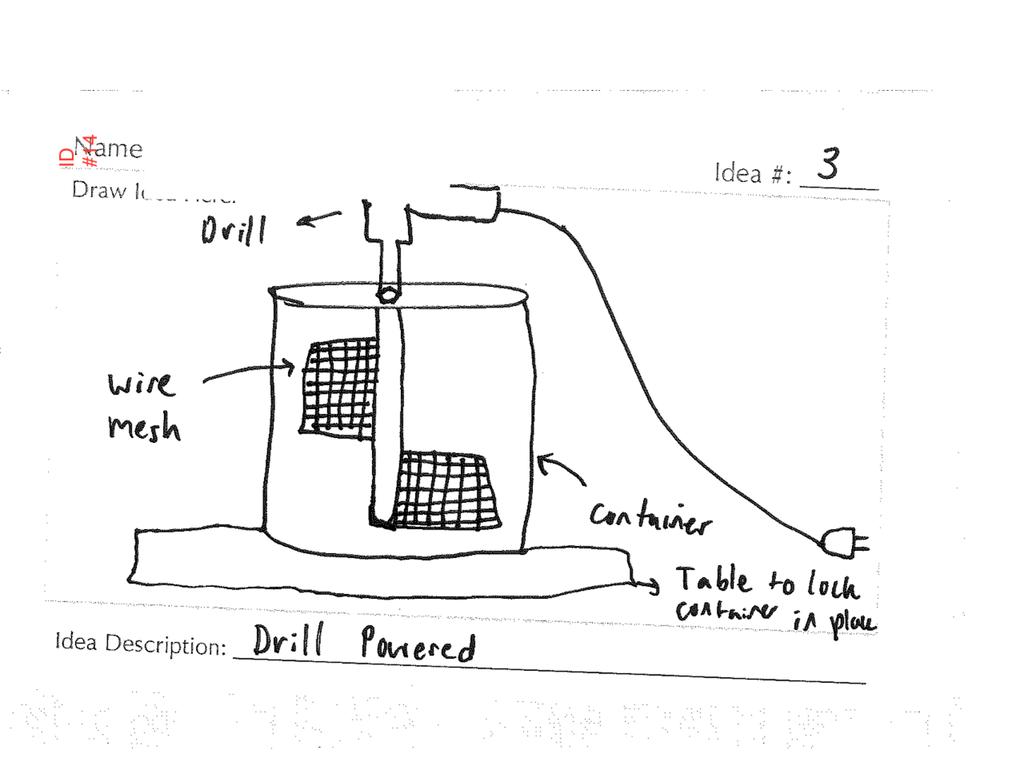 ID
#14
Name
Idea #: 3
Draw Idea Here:
Drill
wire
mesh
container
Table to lock
container in place
Idea Description: Drill Powered